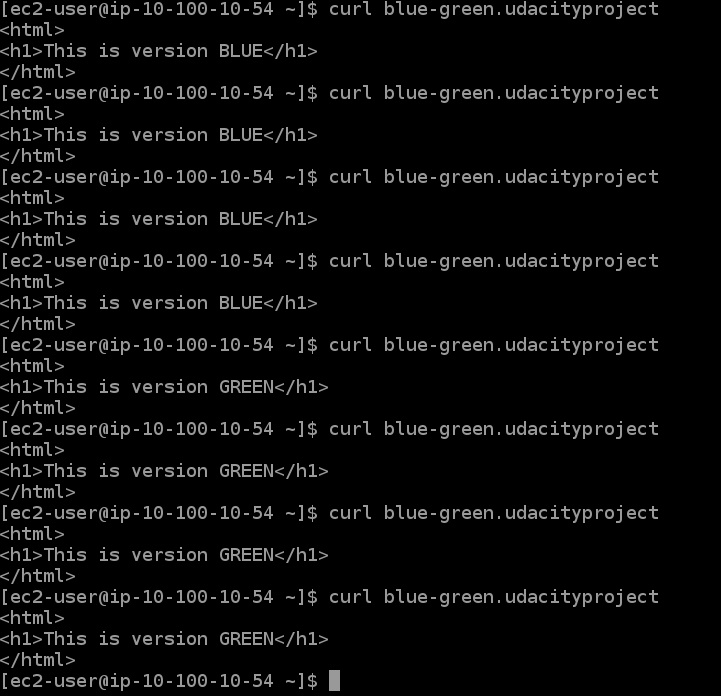 [ec2-user@ip-10-100-10-54 ~]$ curl blue-green.udacityproject
<html>
<h1>This is version BLUE</h1>
</html>
[ec2-user@ip-10-100-10-54 ~]$ curl blue-green.udacityproject
<html>
<h1>This is version BLUE</h1>
</html>
[ec2-user@ip-10-100-10-54 ~]$ curl blue-green.udacityproject
<html>
<h1>This is version BLUE</h1>
</html>
[ec2-user@ip-10-100-10-54 ~]$ curl blue-green.udacityproject
<html>
<h1>This is version BLUE</h1>
</html>
[ec2-user@ip-10-100-10-54 ~]$ curl blue-green.udacityproject
<html>
<h1>This is version GREEN</h1>
</html>
[ec2-user@ip-10-100-10-54 ~]$ curl blue-green.udacityproject
<html>
<h1>This is version GREEN</h1>
</html>
[ec2-user@ip-10-100-10-54 ~]$ curl blue-green.udacityproject
<html>
<h1>This is version GREEN</h1>
</html>
[ec2-user@ip-10-100-10-54 ~]$ curl blue-green.udacityproject
<html>
<h1>This is version GREEN</h1>
</html>
[ec2-user@ip-10-100-10-54 ~]$